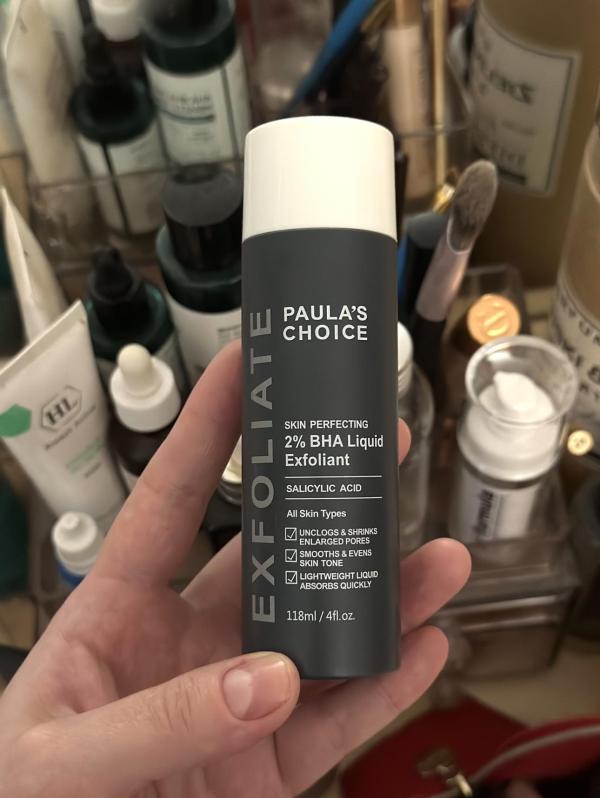 EXFOLIATE
PAULA'S
CHOICE
SKIN PERFECTING
2% BHA Liquid
Exfoliant
SALICYLIC ACID
All Skin Types
UNCLOGS & SHRINKS
ENLARGED PORES
SMOOTHS & EVENS
SKIN TONE
LIGHTWEIGHT LIQUID
ABSORBS QUICKLY
118ml / 4fl.oz.
HL